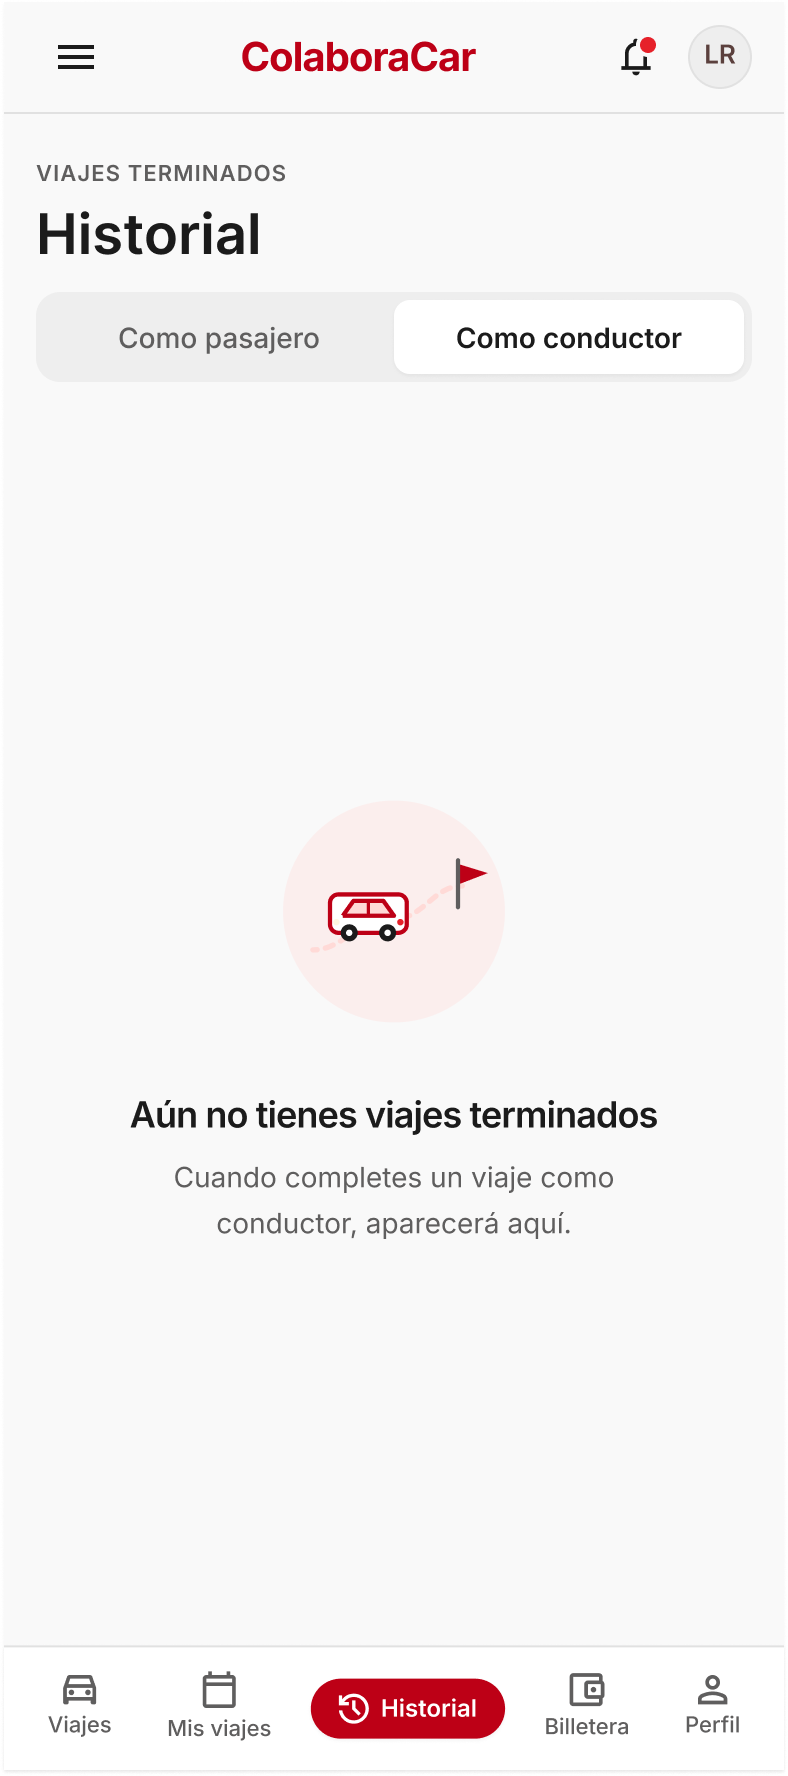 ColaboraCar
LR
VIAJES TERMINADOS
Historial
Como pasajero
Como conductor
Aún no tienes viajes terminados
Cuando completes un viaje como
conductor, aparecerá aquí.
Viajes
Mis viajes
Historial
Billetera
Perfil